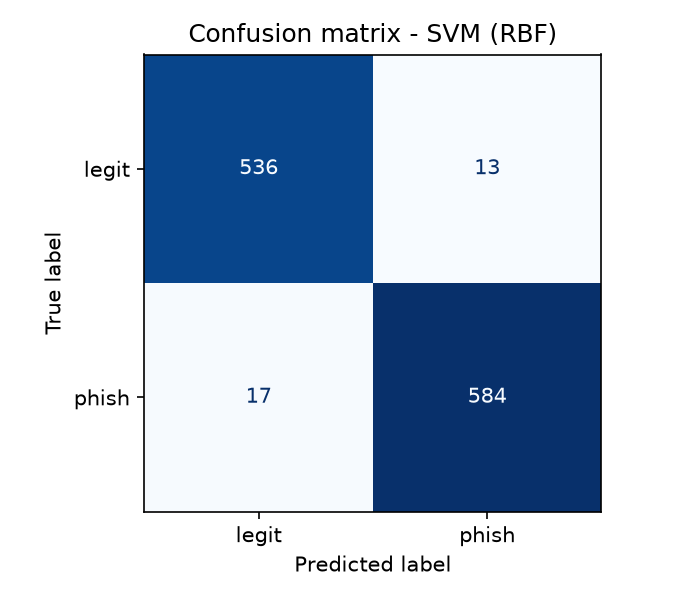 Confusion matrix - SVM (RBF)
True label
legit
536
13
phish
17
584
legit
phish
Predicted label